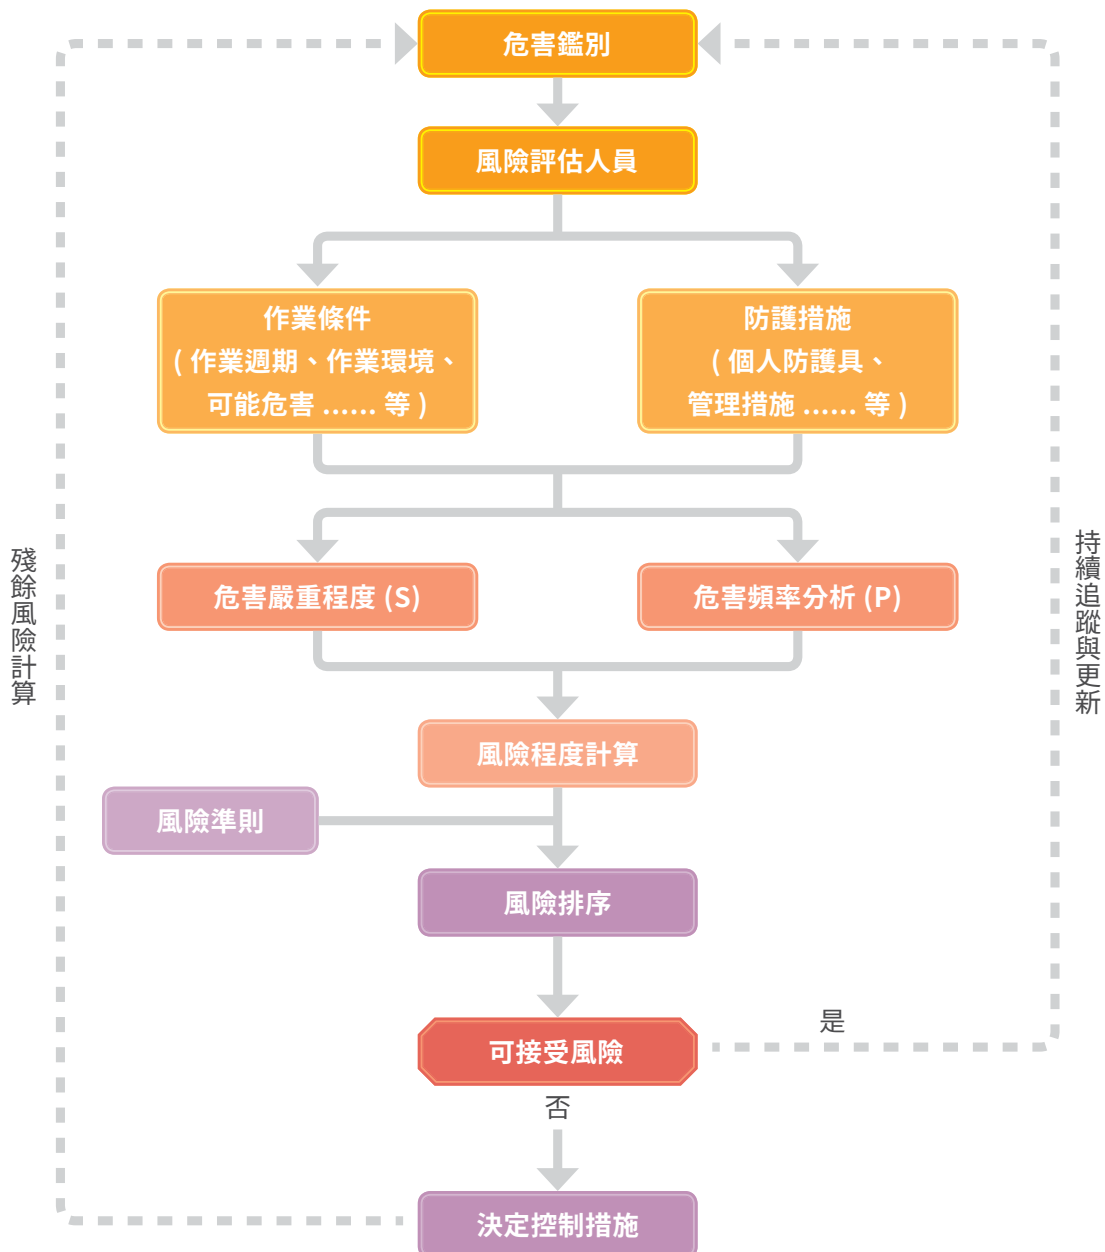 危害鑑別
風險評估人員
作業條件
( 作業週期、作業環境、
可能危害 ...... 等 )
防護措施
( 個人防護具、
管理措施 ...... 等 )
危害嚴重程度 (S)
危害頻率分析 (P)
殘餘風險計算
持續追蹤與更新
風險程度計算
風險準則
風險排序
是
可接受風險
否
決定控制措施